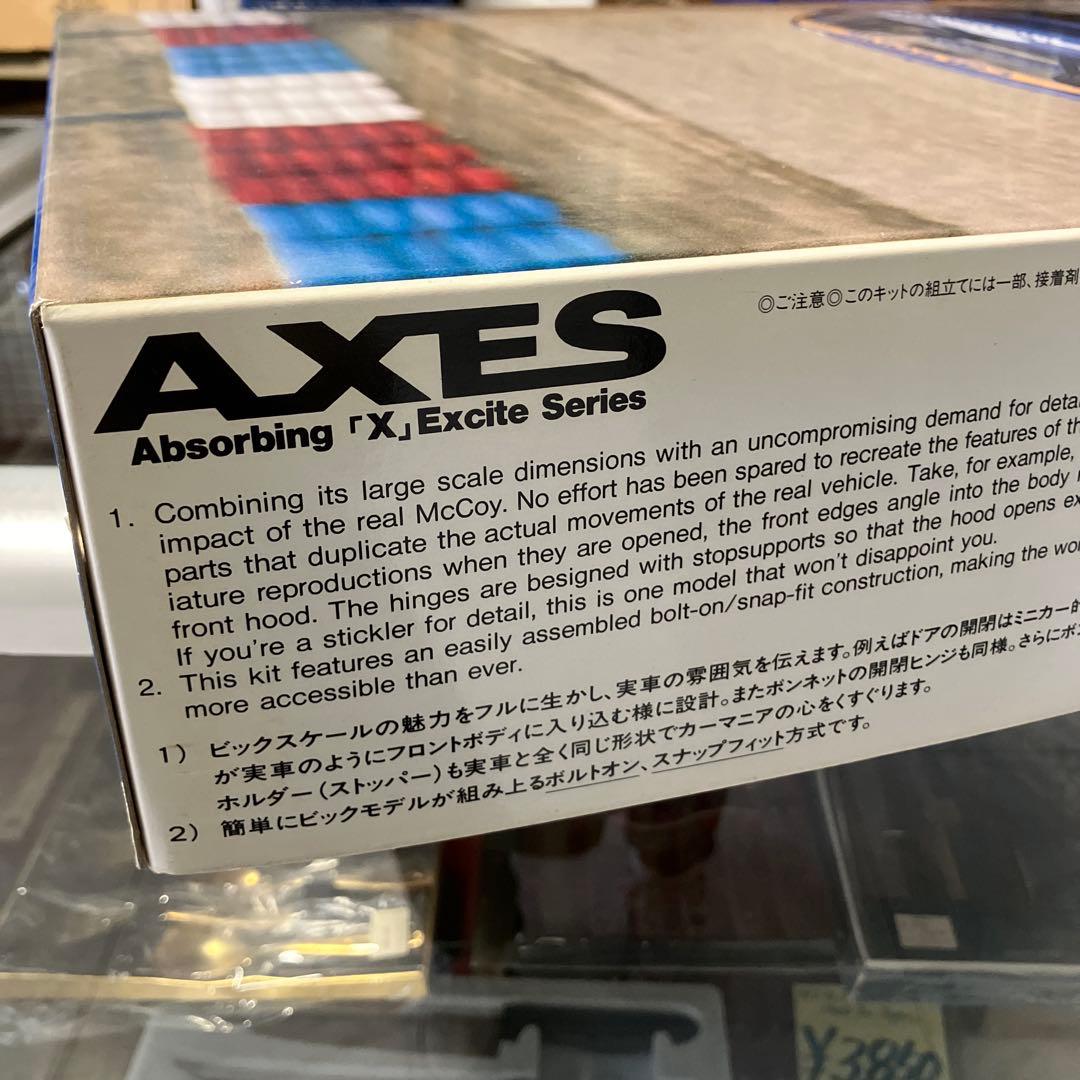 AXES
Absorbing「X」Excite Series
◎ご注意◎このキットの組立てには一部、接着剤
1. Combining its large scale dimensions with an uncompromising demand for
impact of the real McCoy. No effort has been spared to recreate the features of
parts that duplicate the actual movements of the real vehicle. Take, for example,
iature reproductions when they are opened, the front edges angle into the body
front hood. The hinges are besigned with stopsupports so that the hood opens
If you're a stickler for detail, this is one model that won't disappoint you.
2. This kit features an easily assembled bolt-on/snap-fit construction, making the
more accessible than ever.
1) ビックスケールの魅力をフルに生かし、実車の雰囲気を伝えます。例えばドアの開閉はミニカー的
が実車のようにフロントボディに入り込む様に設計。またボンネットの開閉ヒンジも同様。さらにボン
ホルダー(ストッパー)も実車と全く同じ形状でカーマニアの心をくすぐります。
2) 簡単にビックモデルが組み上るボルトオン、スナップフィット方式です。